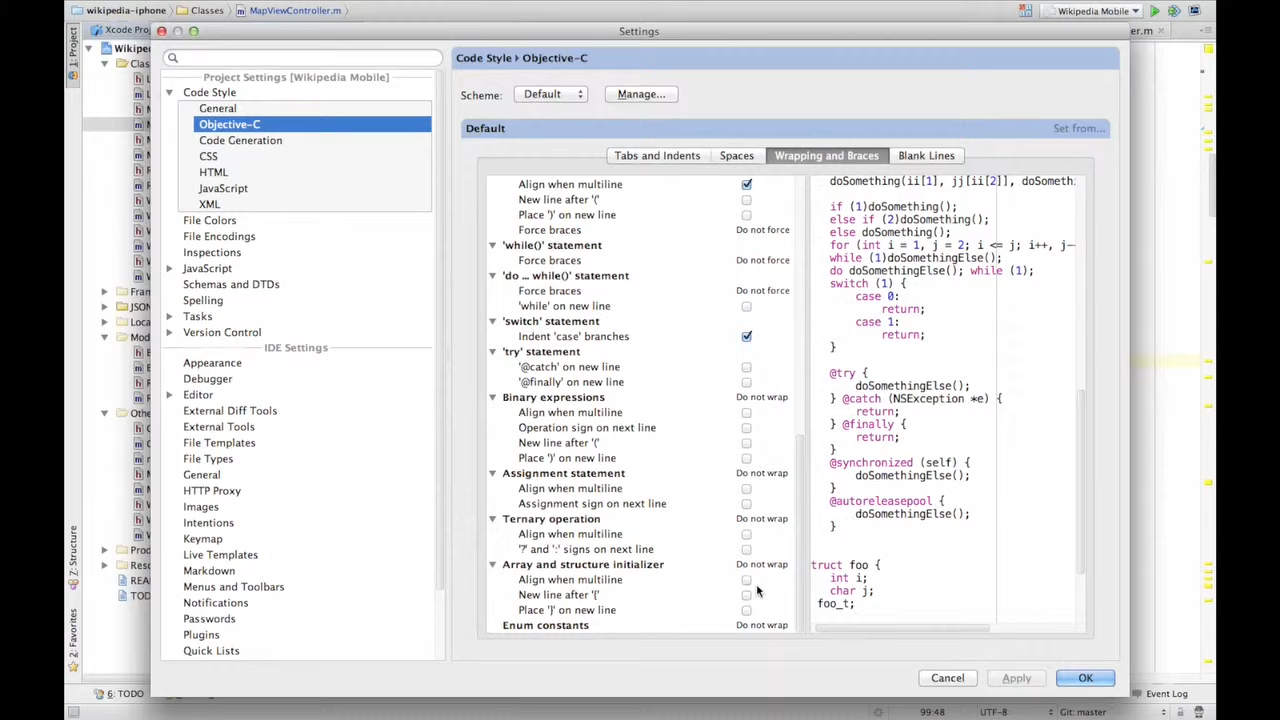 wikipedia-iphone Classes MapViewController.m
Wikipedia Mobile
Settings
1: Project
Xcode Proj
Wikipe
Code Style ▸ Objective-C
Project Settings [Wikipedia Mobile]
Code Style
General
Objective-C
Code Generation
CSS
HTML
JavaScript
XML
File Colors
File Encodings
Inspections
JavaScript
Schemas and DTDs
Spelling
Tasks
Version Control
IDE Settings
Appearance
Debugger
Editor
External Diff Tools
External Tools
File Templates
File Types
General
HTTP Proxy
Images
Intentions
Keymap
Live Templates
Markdown
Menus and Toolbars
Notifications
Passwords
Plugins
Quick Lists
Scheme: Default Manage...
Default Set from...
Tabs and Indents Spaces Wrapping and Braces Blank Lines
Align when multiline
New line after '('
Place ')' on new line
Force braces Do not force
'while()' statement
Force braces Do not force
'do ... while()' statement
Force braces Do not force
'while' on new line
'switch' statement
Indent 'case' branches
'try' statement
'@catch' on new line
'@finally' on new line
Binary expressions Do not wrap
Align when multiline
Operation sign on next line
New line after '('
Place ')' on new line
Assignment statement Do not wrap
Align when multiline
Assignment sign on next line
Ternary operation Do not wrap
Align when multiline
'?' and ':' signs on next line
Array and structure initializer Do not wrap
Align when multiline
New line after '{'
Place '}' on new line
Enum constants Do not wrap
doSomething(ii[1], jj[ii[2]], doSometh
if (1)doSomething();
else if (2)doSomething();
else doSomething();
for (int i = 1, j = 2; i <= j; i++, j-
while (1)doSomethingElse();
do doSomethingElse(); while (1);
switch (1) {
case 0:
return;
case 1:
return;
}
@try {
doSomethingElse();
} @catch (NSException *e) {
return;
} @finally {
return;
}
@synchronized (self) {
doSomethingElse();
}
@autoreleasepool {
doSomethingElse();
}
truct foo {
int i;
char j;
foo_t;
Cancel Apply OK
er.m
Clas
Fran
JSON
Loca
Mod
Othe
Prod
Reso
READ
TOD
7: Structure
2: Favorites
6: TODO
Event Log
99:48 UTF-8 Git: master